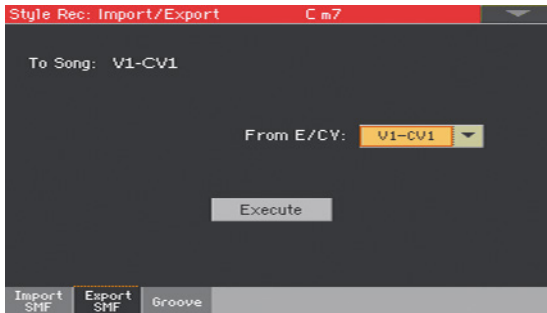 Style Rec: Import/Export C m7
To Song: V1-CV1
From E/CV: V1-CV1
Execute
Import SMF Export SMF Groove